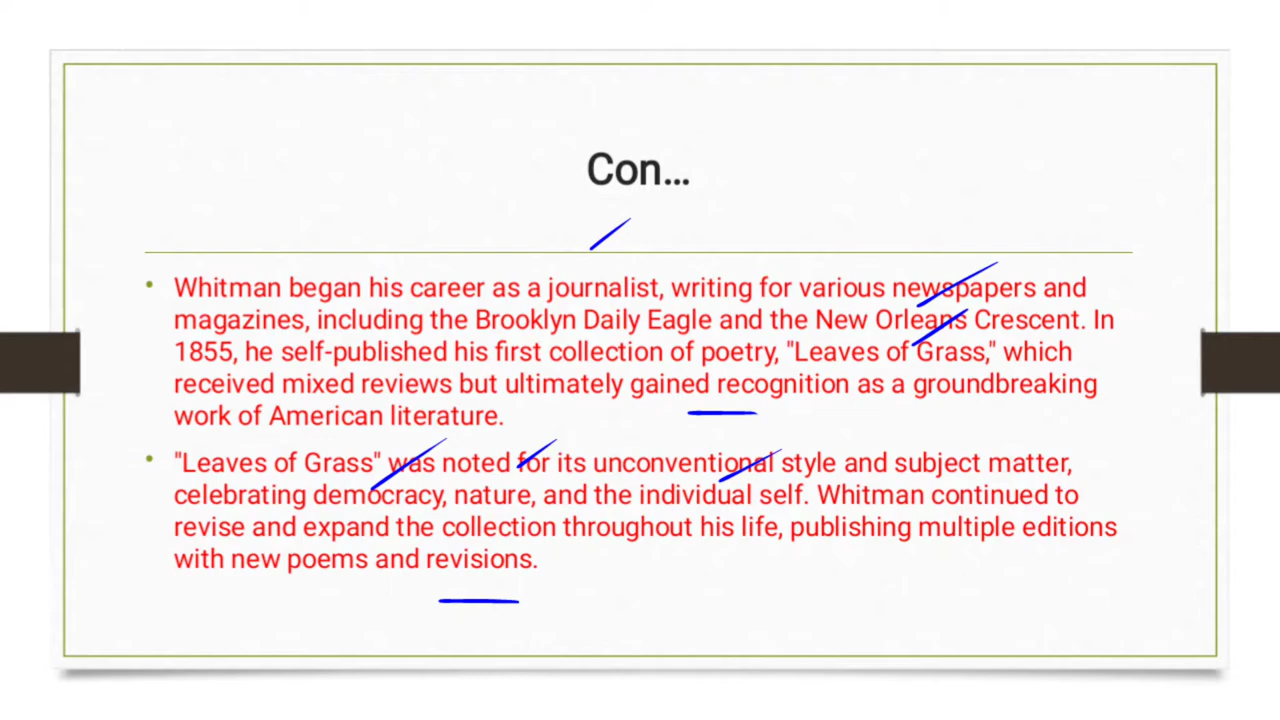 Con...
• Whitman began his career as a journalist, writing for various newspapers and
magazines, including the Brooklyn Daily Eagle and the New Orleans Crescent. In
1855, he self-published his first collection of poetry, "Leaves of Grass," which
received mixed reviews but ultimately gained recognition as a groundbreaking
work of American literature.
• "Leaves of Grass" was noted for its unconventional style and subject matter,
celebrating democracy, nature, and the individual self. Whitman continued to
revise and expand the collection throughout his life, publishing multiple editions
with new poems and revisions.